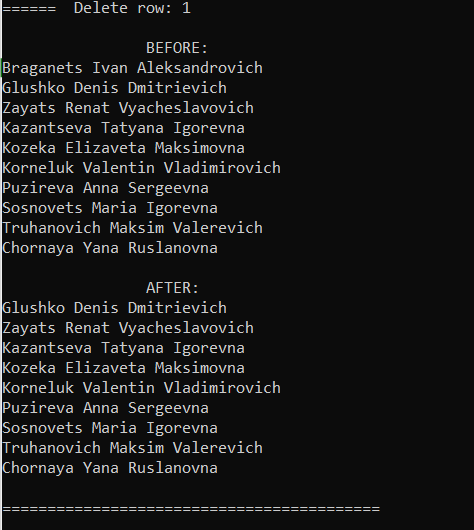 ======  Delete row: 1
BEFORE:
Braganets Ivan Aleksandrovich
Glushko Denis Dmitrievich
Zayats Renat Vyacheslavovich
Kazantseva Tatyana Igorevna
Kozeka Elizaveta Maksimovna
Korneluk Valentin Vladimirovich
Puzireva Anna Sergeevna
Sosnovets Maria Igorevna
Truhanovich Maksim Valerevich
Chornaya Yana Ruslanovna
AFTER:
Glushko Denis Dmitrievich
Zayats Renat Vyacheslavovich
Kazantseva Tatyana Igorevna
Kozeka Elizaveta Maksimovna
Korneluk Valentin Vladimirovich
Puzireva Anna Sergeevna
Sosnovets Maria Igorevna
Truhanovich Maksim Valerevich
Chornaya Yana Ruslanovna
==========================================